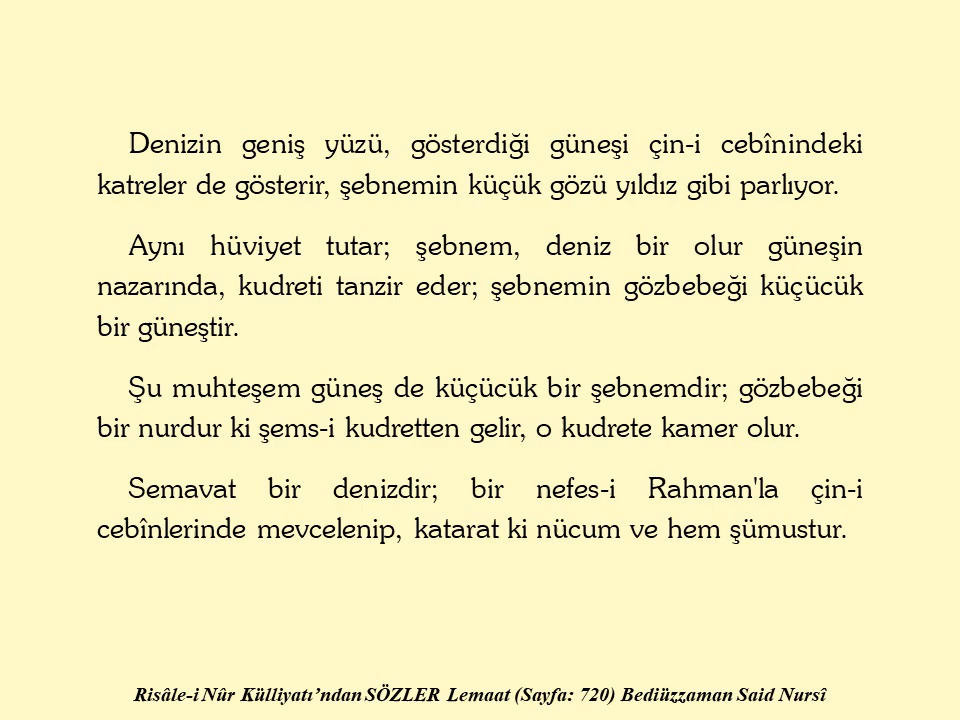 Denizin geniş yüzü, gösterdiği güneşi çin-i cebînindeki
katreler de gösterir, şebnemin küçük gözü yıldız gibi parlıyor.
Aynı hüviyet tutar; şebnem, deniz bir olur güneşin
nazarında, kudreti tanzir eder; şebnemin gözbebeği küçücük
bir güneştir.
Şu muhteşem güneş de küçücük bir şebnemdir; gözbebeği
bir nurdur ki şems-i kudretten gelir, o kudrete kamer olur.
Semavat bir denizdir; bir nefes-i Rahman'la çin-i
cebînlerinde mevcelenip, katarat ki nücum ve hem şümustur.
Risâle-i Nûr Külliyatı’ndan SÖZLER Lemaat (Sayfa: 720) Bediüzzaman Said Nursî